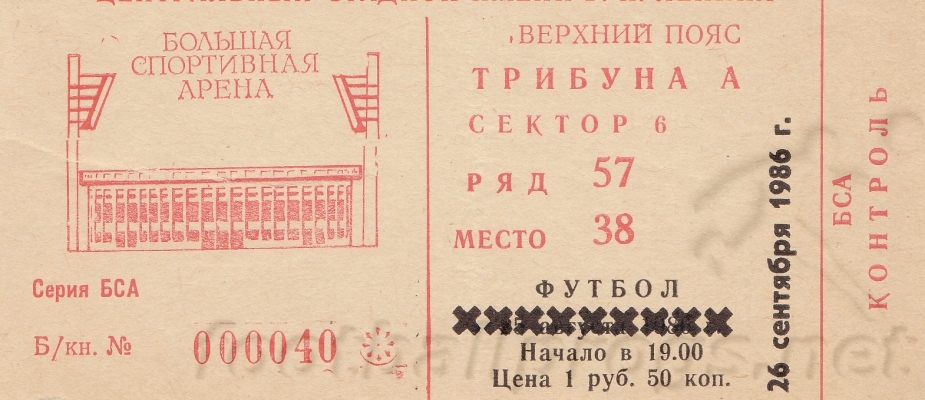 БОЛЬШАЯ
СПОРТИВНАЯ
АРЕНА
Серия БСА
Б/кн. № 000040
ВЕРХНИЙ ПОЯС
ТРИБУНА А
СЕКТОР 6
РЯД 57
МЕСТО 38
ФУТБОЛ
августа
Начало в 19.00
Цена 1 руб. 50 коп.
26 сентября 1986 г.
БСА
КОНТРОЛЬ